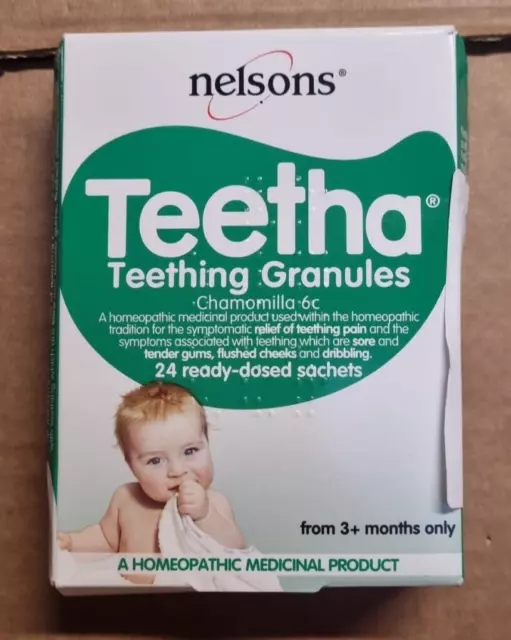 nelsons®
Teetha®
Teething Granules
Chamomilla 6c
A homeopathic medicinal product used within the homeopathic
tradition for the symptomatic relief of teething pain and the
symptoms associated with teething which are sore and
tender gums, flushed cheeks and dribbling.
24 ready-dosed sachets
from 3+ months only
A HOMEOPATHIC MEDICINAL PRODUCT